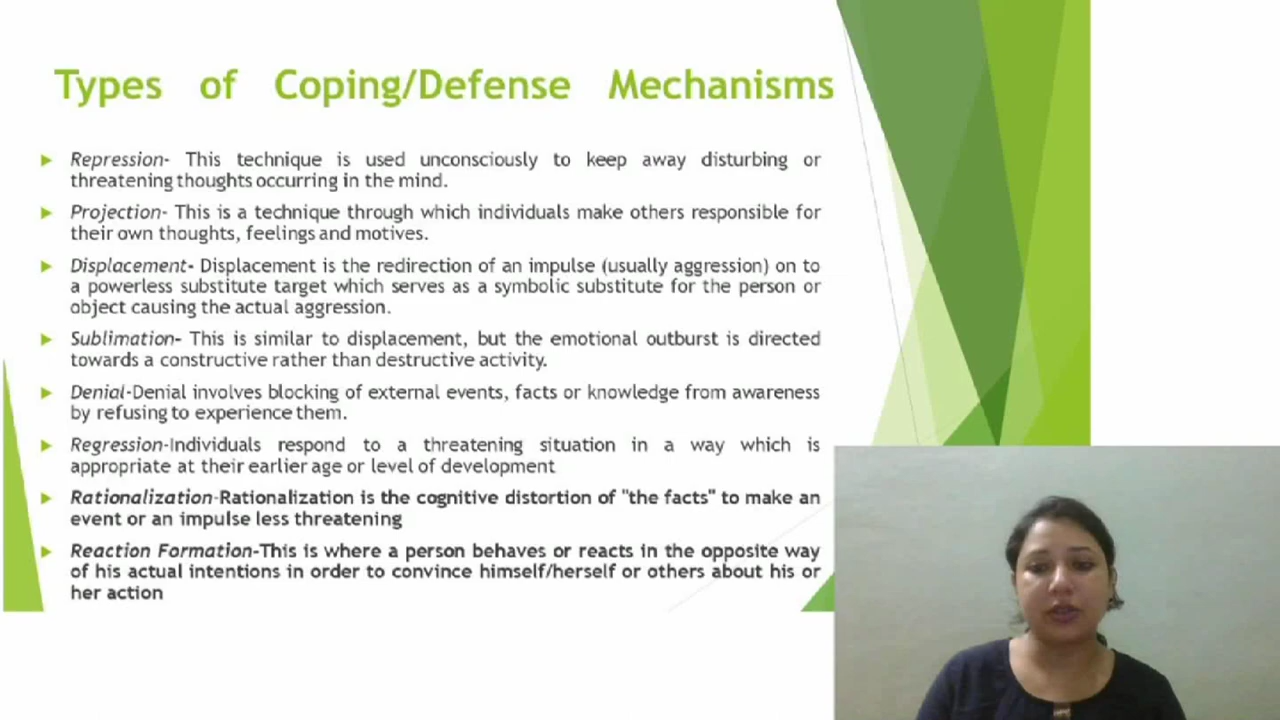 Types of Coping/Defense Mechanisms
Repression- This technique is used unconsciously to keep away disturbing or
threatening thoughts occurring in the mind.
Projection- This is a technique through which individuals make others responsible for
their own thoughts, feelings and motives.
Displacement- Displacement is the redirection of an impulse (usually aggression) on to
a powerless substitute target which serves as a symbolic substitute for the person or
object causing the actual aggression.
Sublimation- This is similar to displacement, but the emotional outburst is directed
towards a constructive rather than destructive activity.
Denial-Denial involves blocking of external events, facts or knowledge from awareness
by refusing to experience them.
Regression-Individuals respond to a threatening situation in a way which is
appropriate at their earlier age or level of development
Rationalization-Rationalization is the cognitive distortion of "the facts" to make an
event or an impulse less threatening
Reaction Formation-This is where a person behaves or reacts in the opposite way
of his actual intentions in order to convince himself/herself or others about his or
her action